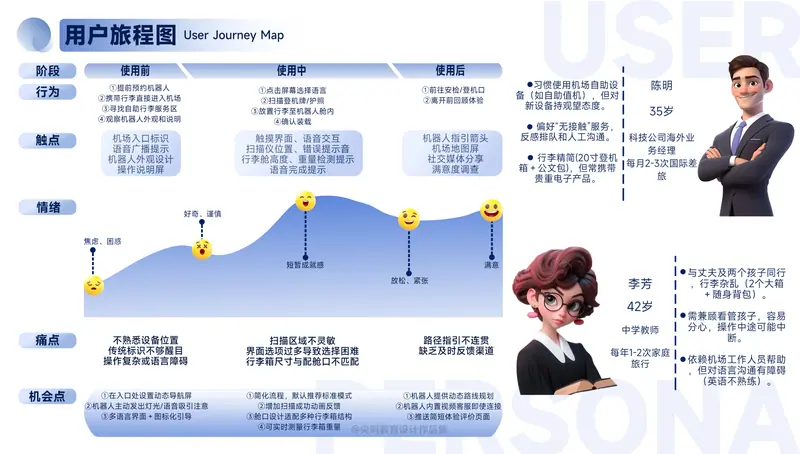 USER
用户旅程图 User Journey Map
阶段
使用前
使用中
使用后
行为
①提前预约机器人
②携带行李直接进入机场
③寻找自助行李服务区
④观察机器人外观和说明
①点击屏幕选择语言
②扫描登机牌/护照
③放置行李至机器人舱内
④确认装载
①前往安检/登机口
②离开前回顾体验
触点
机场入口标识
语音广播提示
机器人外观设计
操作说明屏
触摸界面、语音交互
扫描仪位置、错误提示音
行李舱高度、重量检测提示
语音完成提示
机器人指引箭头
机场地图屏
社交媒体分享
满意度调查
情绪
焦虑、困惑
好奇、谨慎
短暂成就感
放松、紧张
满意
痛点
不熟悉设备位置
传统标识不够醒目
操作复杂或语言障碍
扫描区域不灵敏
界面选项过多导致选择困难
行李箱尺寸与配舱口不匹配
路径指引不连贯
缺乏及时反馈渠道
机会点
①在入口处设置动态导航屏
②机器人主动发出灯光/语音吸引注意
③多语言界面+图标化引导
①简化流程，默认推荐标准模式
②增加扫描成功动画反馈
③舱口设计适配多种行李箱结构
④可实时测量行李箱重量
①机器人提供动态路线规划
②机器人内置视频客服即使连接
③推送简短体验评价页面
●习惯使用机场自助设
备（如自助值机），但对
新设备持观望态度。
● 偏好“无接触”服务，
反感排队和人工沟通。
● 行李精简(20寸登机
箱＋公文包)，但常携带
贵重电子产品。
陈明
35岁
科技公司海外业
务经理
每月2-3次国际差
旅
李芳
42岁
中学教师
每年1-2次家庭
旅行
●与丈夫及两个孩子同行
，行李杂乱（2个大箱
+随身背包）。
●需兼顾看管孩子，容易
分心，操作中途可能中
断。
●依赖机场工作人员帮助
，但对语言沟通有障碍
（英语不熟练）。
PERSONA